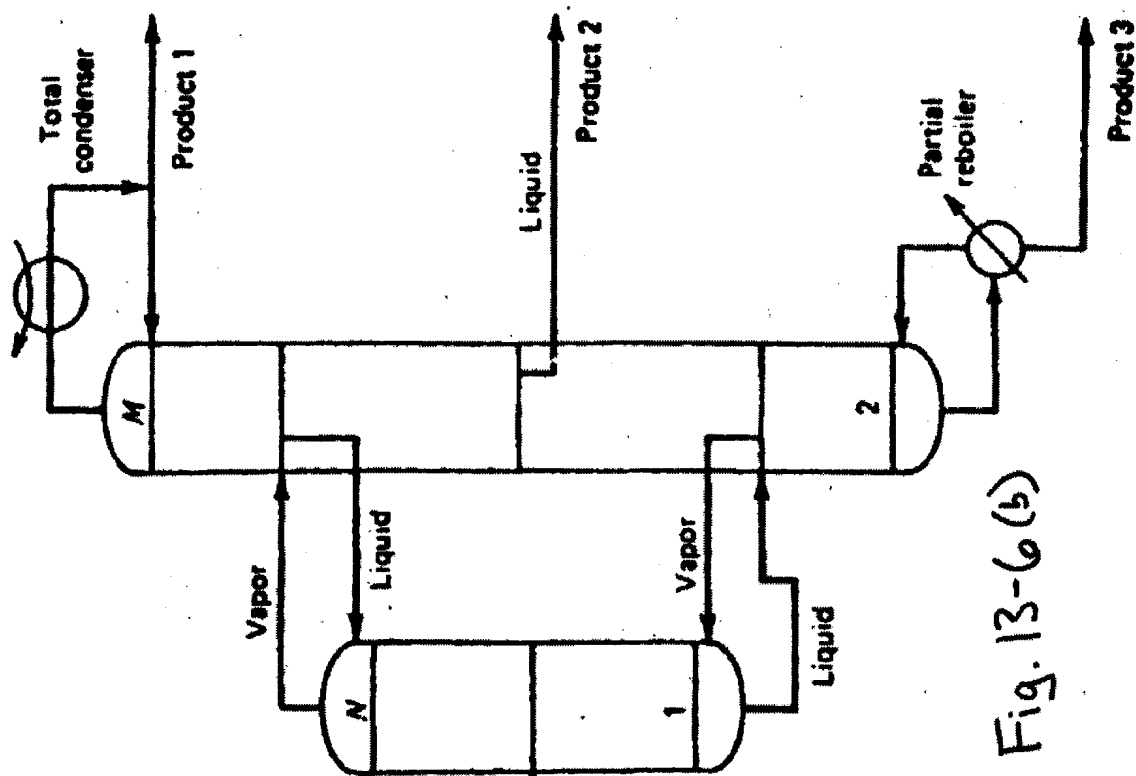 Total
condenser
Product 1
M
Vapor
Liquid
N
Liquid
Product 2
Vapor
1
Liquid
2
Partial
reboiler
Product 3
Fig. 13-6 (b)